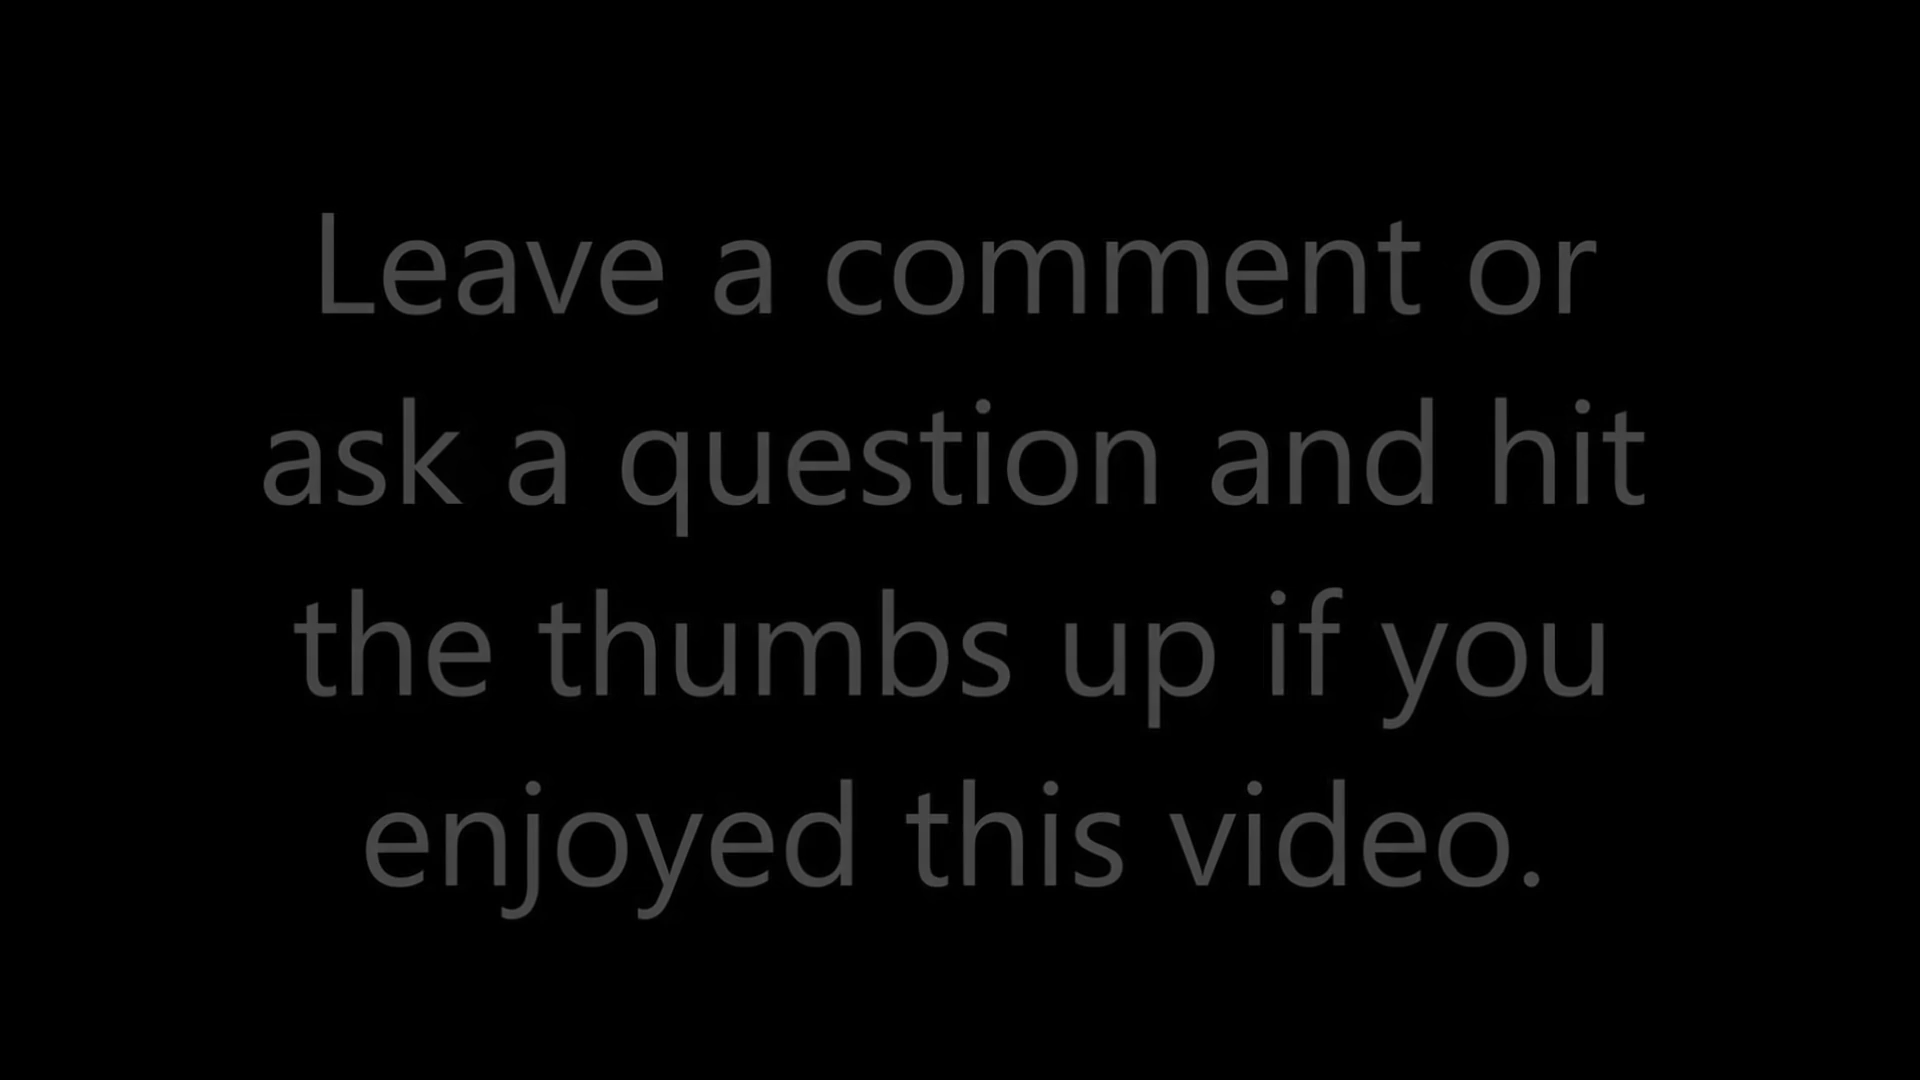 Leave a comment or
ask a question and hit
the thumbs up if you
enjoyed this video.